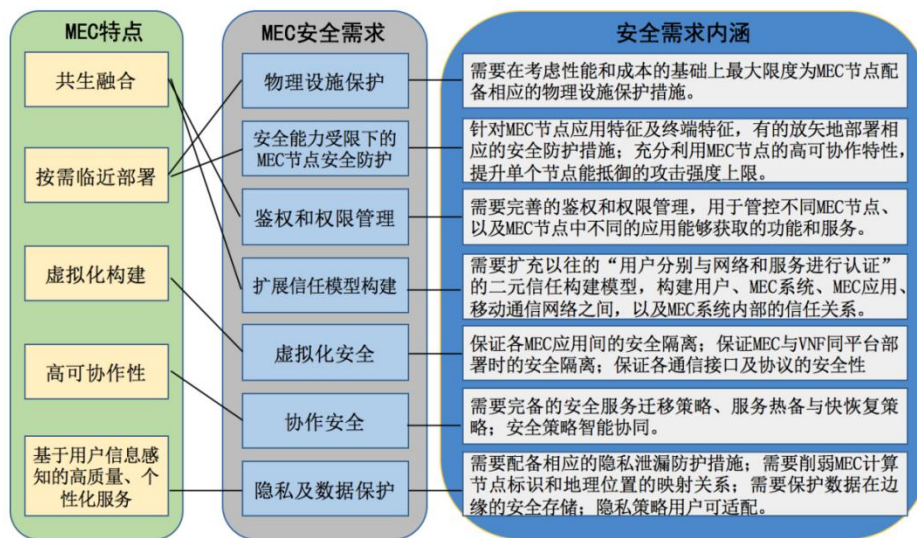 MEC特点
共生融合
按需临近部署
虚拟化构建
高可协作性
基于用户信息感
知的高质量、个
性化服务
MEC安全需求
物理设施保护
安全能力受限下的
MEC节点安全防护
鉴权和权限管理
扩展信任模型构建
虚拟化安全
协作安全
隐私及数据保护
安全需求内涵
需要在考虑性能和成本的基础上最大限度为MEC节点配
备相应的物理设施保护措施。
针对MEC节点应用特征及终端特征，有的放矢地部署相
应的安全防护措施；充分利用MEC节点的高可协作特性，
提升单个节点能抵御的攻击强度上限。
需要完善的鉴权和权限管理，用于管控不同MEC节点、
以及MEC节点中不同的应用能够获取的功能和服务。
需要扩充以往的“用户分别与网络和服务进行认证”
的二元信任构建模型，构建用户、MEC系统、MEC应用、
移动通信网络之间，以及MEC系统内部的信任关系。
保证各MEC应用间的安全隔离；保证MEC与VNF同平台部
署时的安全隔离；保证各通信接口及协议的安全性
需要完备的安全服务迁移策略、服务热备与快恢复策
略；安全策略智能协同。
需要配备相应的隐私泄漏防护措施；需要削弱MEC计算
节点标识和地理位置的映射关系；需要保护数据在边
缘的安全存储；隐私策略用户可适配。